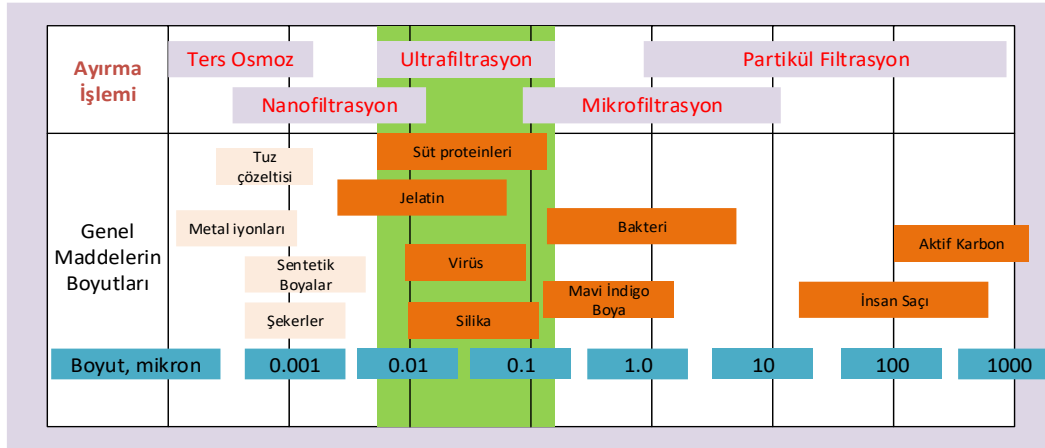 Ayırma
İşlemi
Ters Osmoz
Ultrafiltrasyon
Partikül Filtrasyon
Nanofiltrasyon
Mikrofiltrasyon
Genel
Maddelerin
Boyutları
Tuz
çözeltisi
Süt proteinleri
Jelatin
Metal iyonları
Bakteri
Aktif Karbon
Sentetik
Boyalar
Virüs
Mavi İndigo
Boya
İnsan Saçı
Şekerler
Silika
Boyut, mikron
0.001
0.01
0.1
1.0
10
100
1000